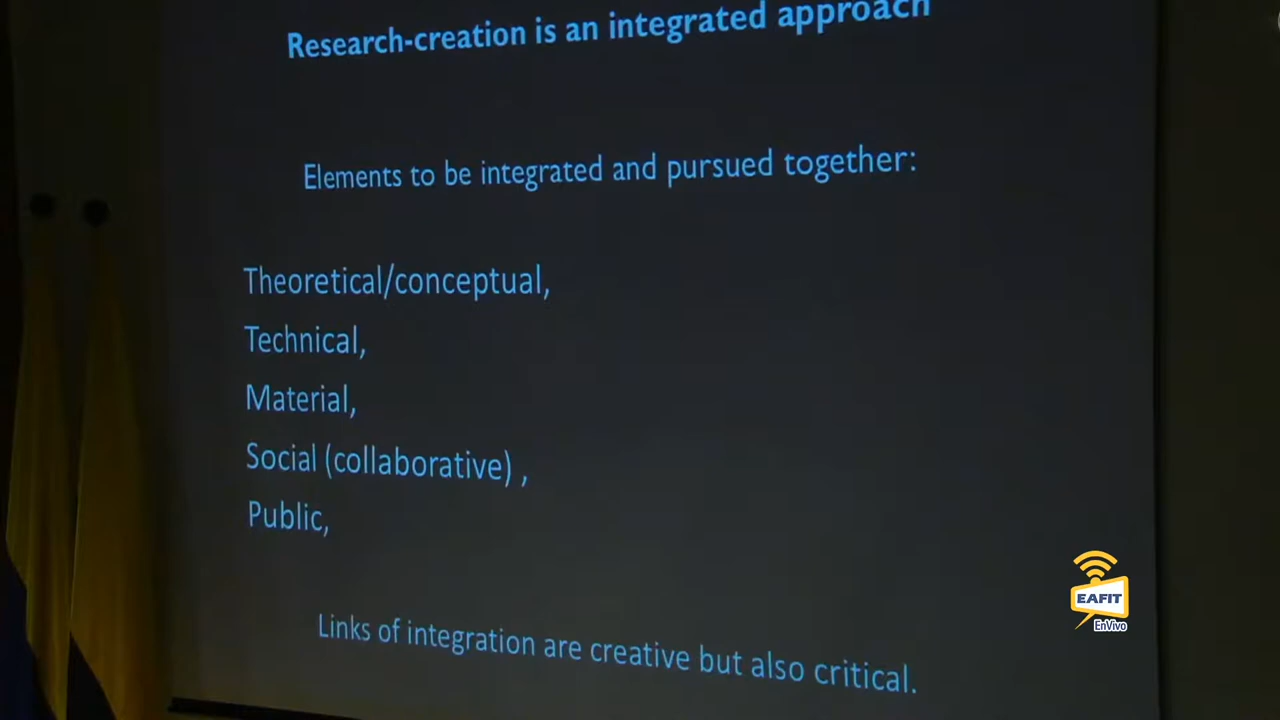 Research-creation is an integrated approach
Elements to be integrated and pursued together:
Theoretical/conceptual,
Technical,
Material,
Social (collaborative) ,
Public,
Links of integration are creative but also critical.
EAFIT
EnVivo